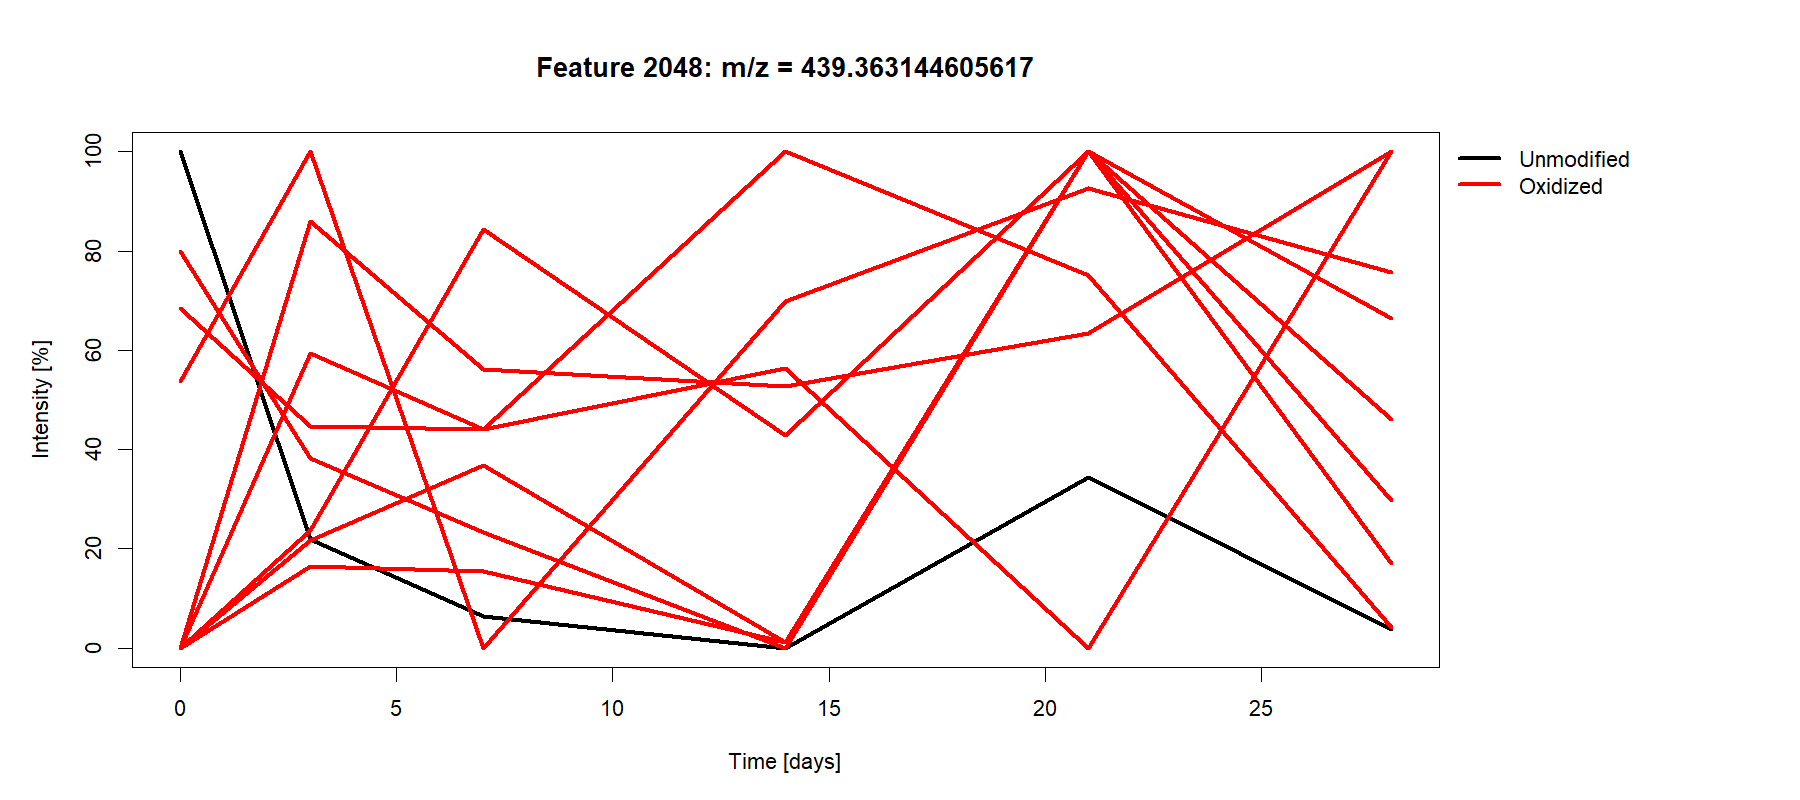 Feature 2048: m/z = 439.363144605617
Unmodified
Oxidized
Intensity [%]
100
80
60
40
20
0
0 5 10 15 20 25
Time [days]